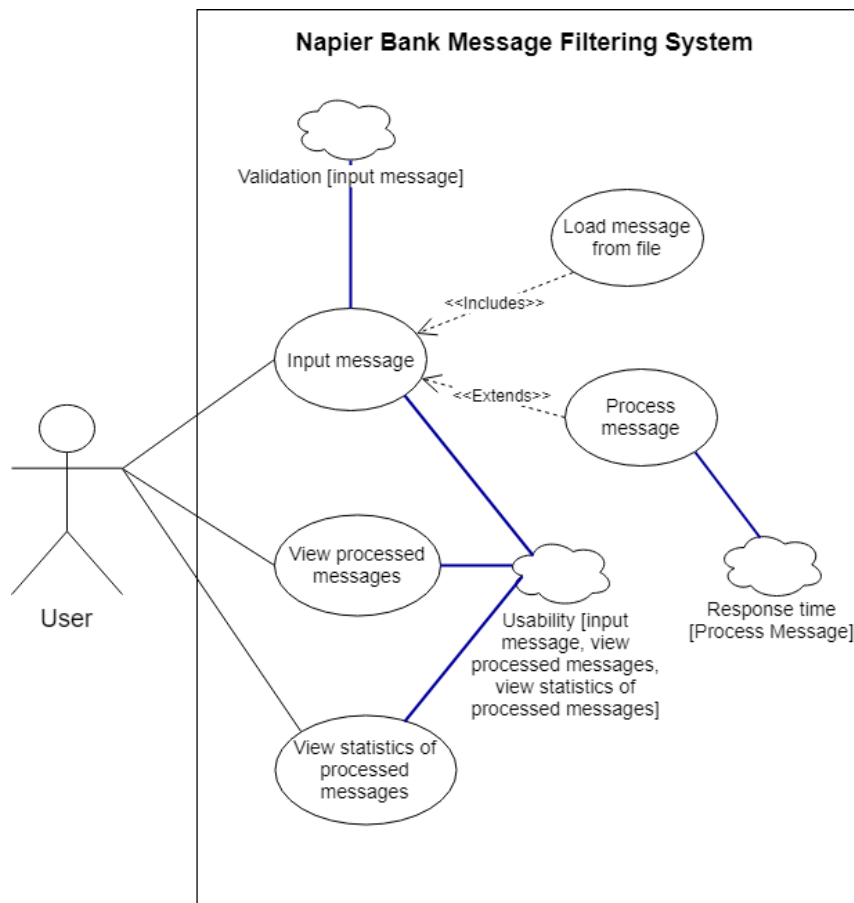 Napier Bank Message Filtering System
Validation [input message]
Load message
from file
<<Includes>>
Input message
<<Extends>>
Process
message
User
View processed
messages
Usability [input
message, view
processed messages,
view statistics of
processed messages]
Response time
[Process Message]
View statistics of
processed
messages